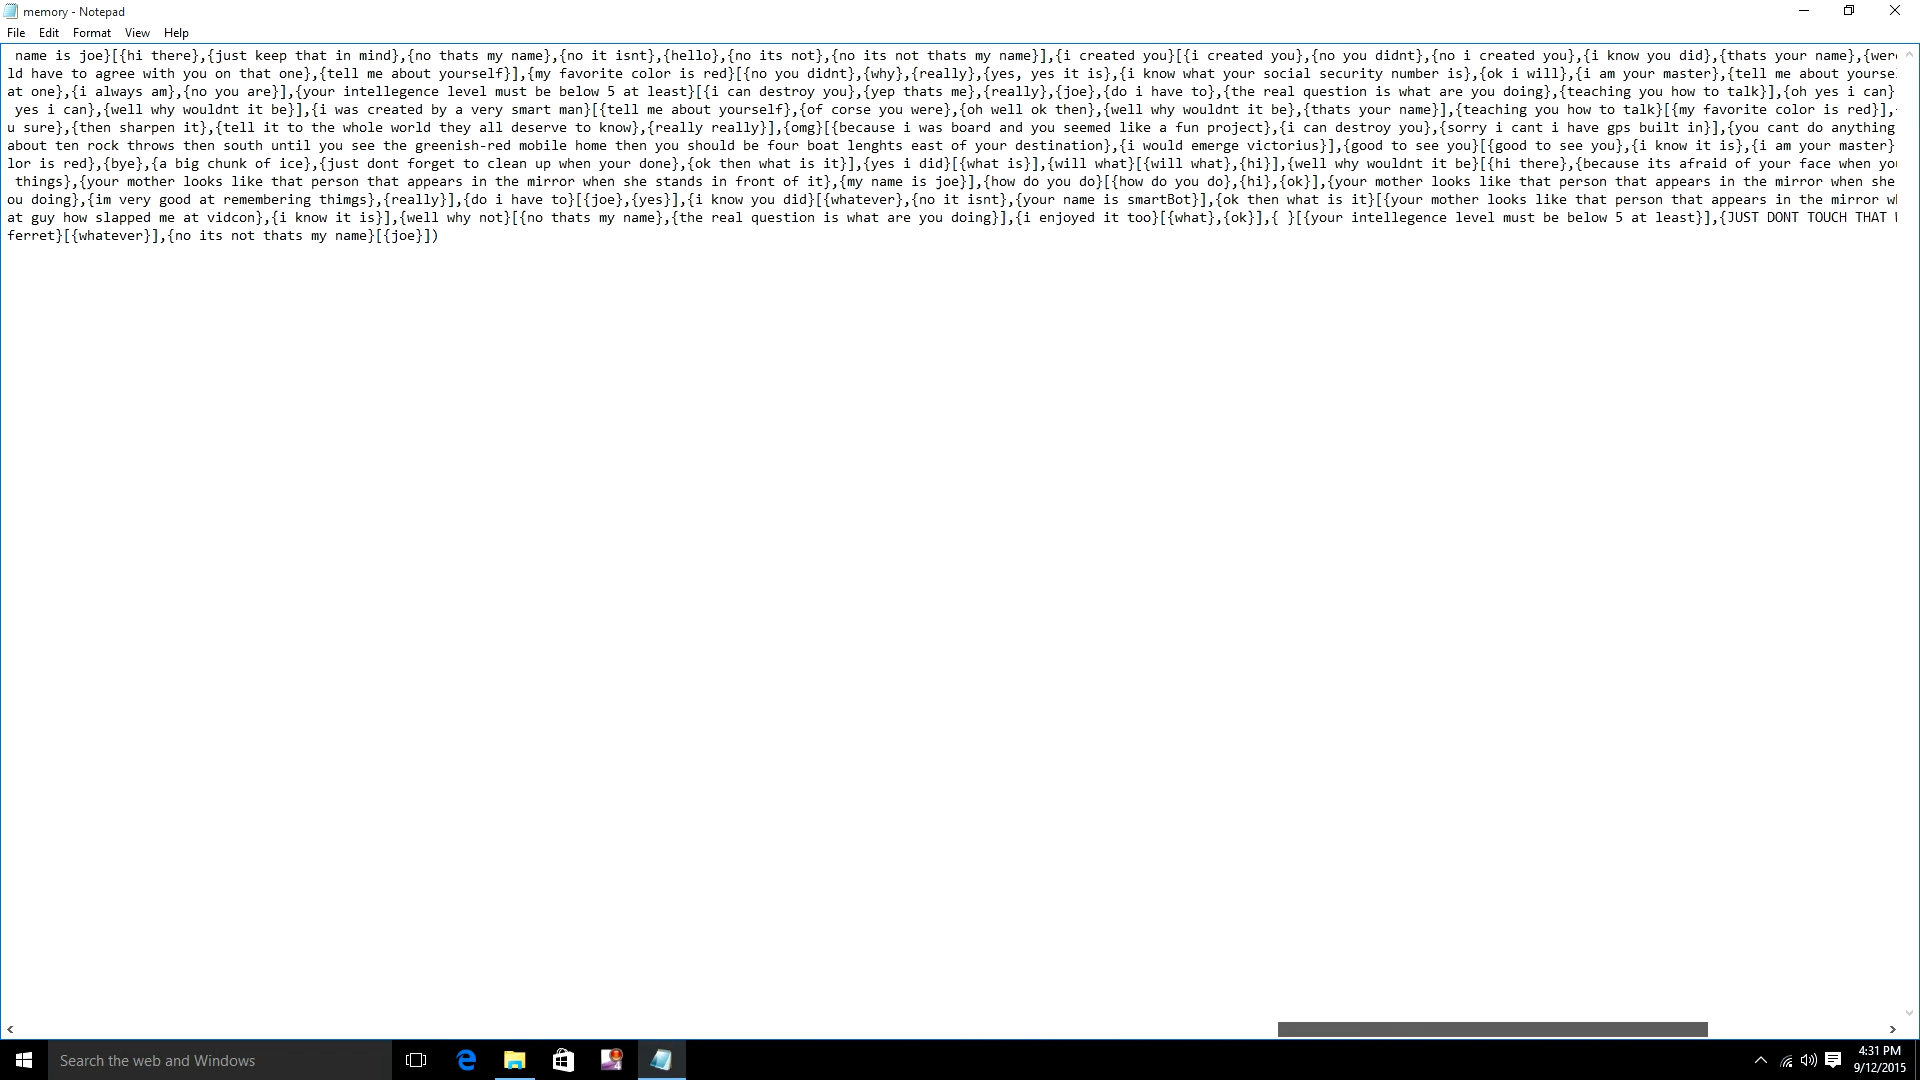 memory - Notepad
File Edit Format View Help
name is joe}[{hi there},{just keep that in mind},{no thats my name},{no it isnt},{hello},{no its not},{no its not thats my name}],{i created you}[{i created you},{no you didnt},{no i created you},{i know you did},{thats your name},{wer
ld have to agree with you on that one},{tell me about yourself}],{my favorite color is red}[{no you didnt},{why},{really},{yes, yes it is},{i know what your social security number is},{ok i will},{i am your master},{tell me about yourse
at one},{i always am},{no you are}],{your intellegence level must be below 5 at least}[{i can destroy you},{yep thats me},{really},{joe},{do i have to},{the real question is what are you doing},{teaching you how to talk}],{oh yes i can}
yes i can},{well why wouldnt it be}],{i was created by a very smart man}[{tell me about yourself},{of corse you were},{oh well ok then},{well why wouldnt it be},{thats your name}],{teaching you how to talk}[{my favorite color is red}],
u sure},{then sharpen it},{tell it to the whole world they all deserve to know},{really really}],{omg}[{because i was board and you seemed like a fun project},{i can destroy you},{sorry i cant i have gps built in}],{you cant do anything
about ten rock throws then south until you see the greenish-red mobile home then you should be four boat lenghts east of your destination},{i would emerge victorius}],{good to see you}[{good to see you},{i know it is},{i am your master}
lor is red},{bye},{a big chunk of ice},{just dont forget to clean up when your done},{ok then what is it}],{yes i did}[{what is}],{will what}[{will what},{hi}],{well why wouldnt it be}[{hi there},{because its afraid of your face when yo
things},{your mother looks like that person that appears in the mirror when she stands in front of it},{my name is joe}],{how do you do}[{how do you do},{hi},{ok}],{your mother looks like that person that appears in the mirror when she
ou doing},{im very good at remembering thimgs},{really}],{do i have to}[{joe},{yes}],{i know you did}[{whatever},{no it isnt},{your name is smartBot}],{ok then what is it}[{your mother looks like that person that appears in the mirror w
at guy how slapped me at vidcon},{i know it is}],{well why not}[{no thats my name},{the real question is what are you doing}],{i enjoyed it too}[{what},{ok}],{ }[{your intellegence level must be below 5 at least}],{JUST DONT TOUCH THAT
ferret}[{whatever}],{no its not thats my name}[{joe}])
Search the web and Windows
4:31 PM
9/12/2015